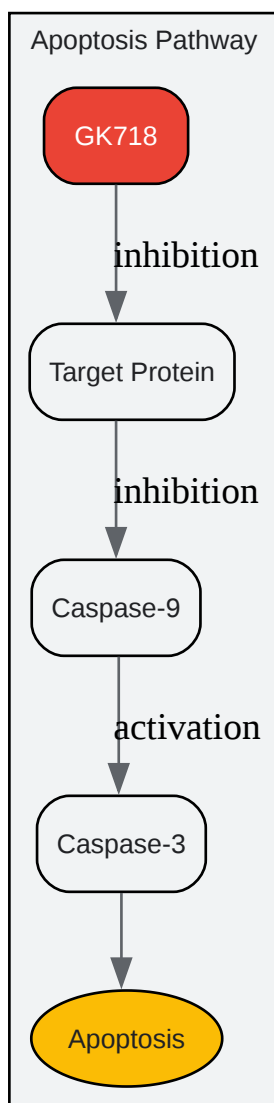 Apoptosis Pathway
GK718
inhibition
Target Protein
inhibition
Caspase-9
activation
Caspase-3
Apoptosis